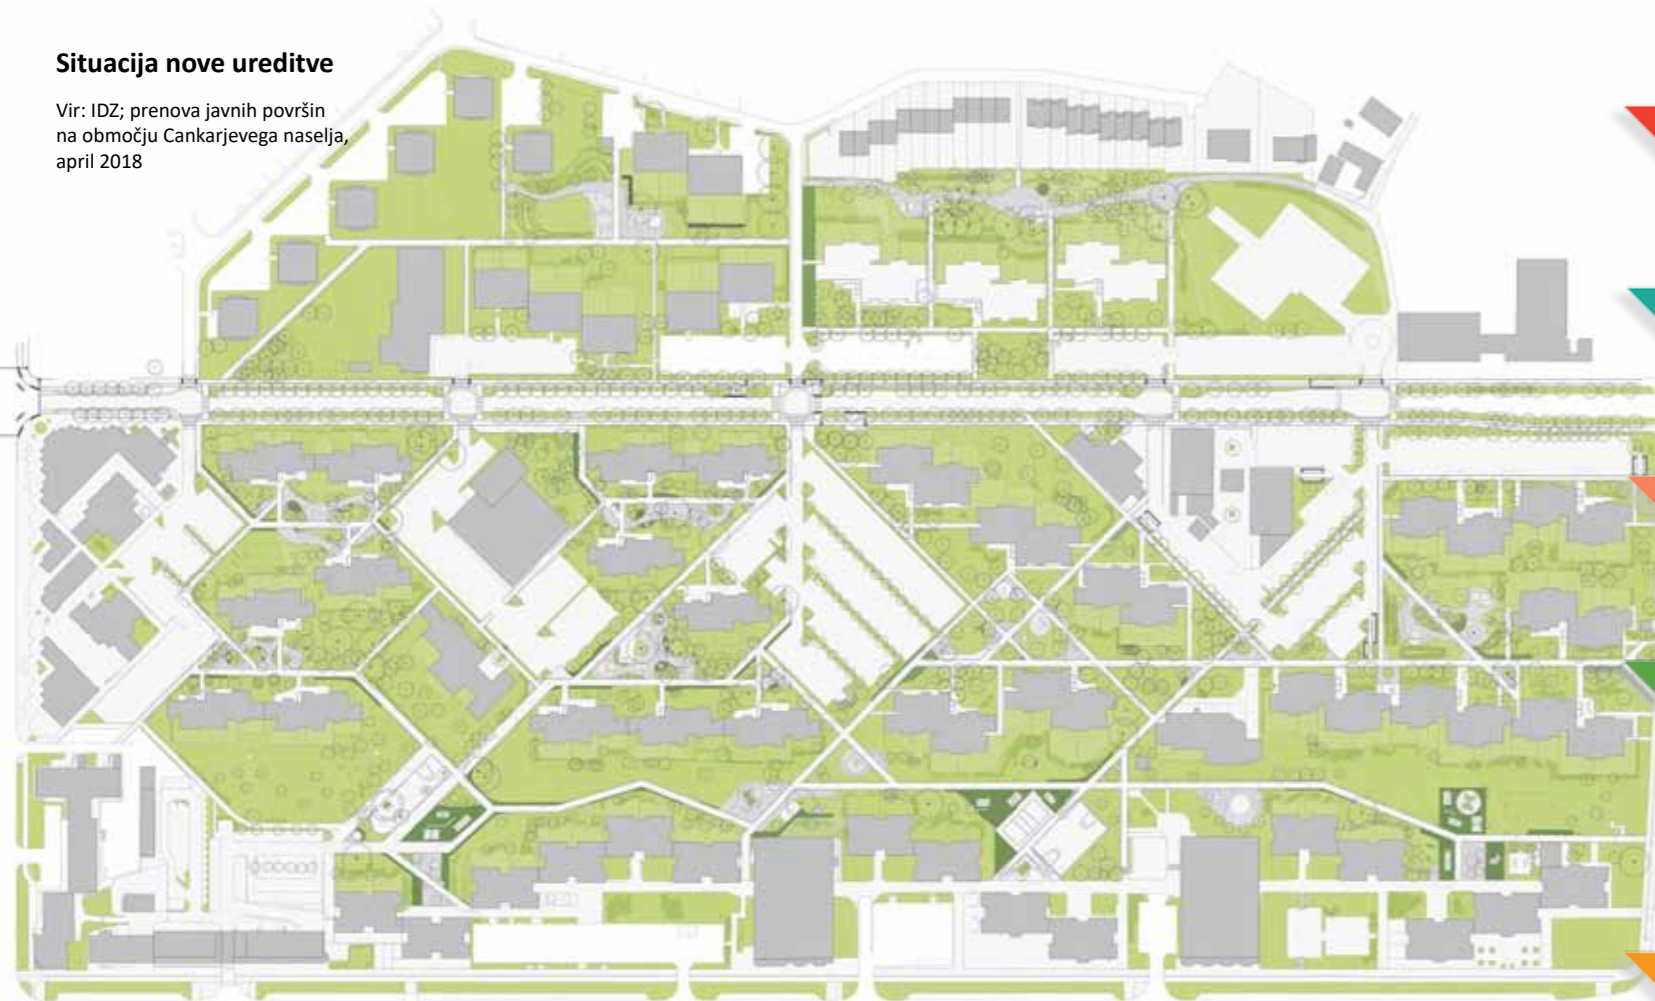 Situacija nove ureditve
Vir: IDZ; prenova javnih površin
na območju Cankarjevega naselja,
april 2018